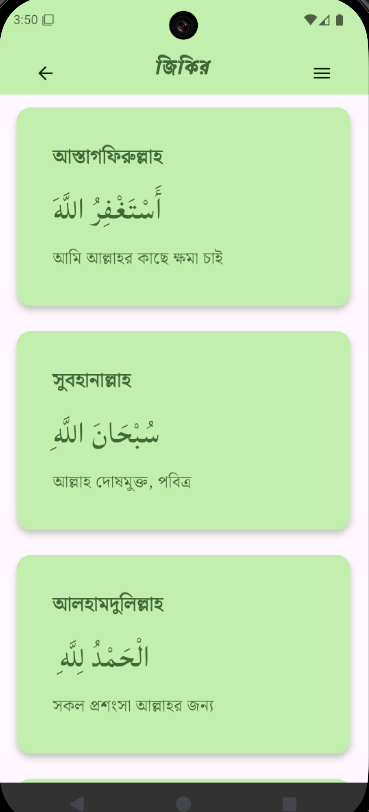 3:50
জিকির
আস্তাগফিরুল্লাহ
أَسْتَغْفِرُ اللَّهَ
আমি আল্লাহর কাছে ক্ষমা চাই
সুবহানাল্লাহ
سُبْحَانَ اللَّهِ
আল্লাহ দোষমুক্ত, পবিত্র
আলহামদুলিল্লাহ
الْحَمْدُ لِلَّهِ
সকল প্রশংসা আল্লাহর জন্য